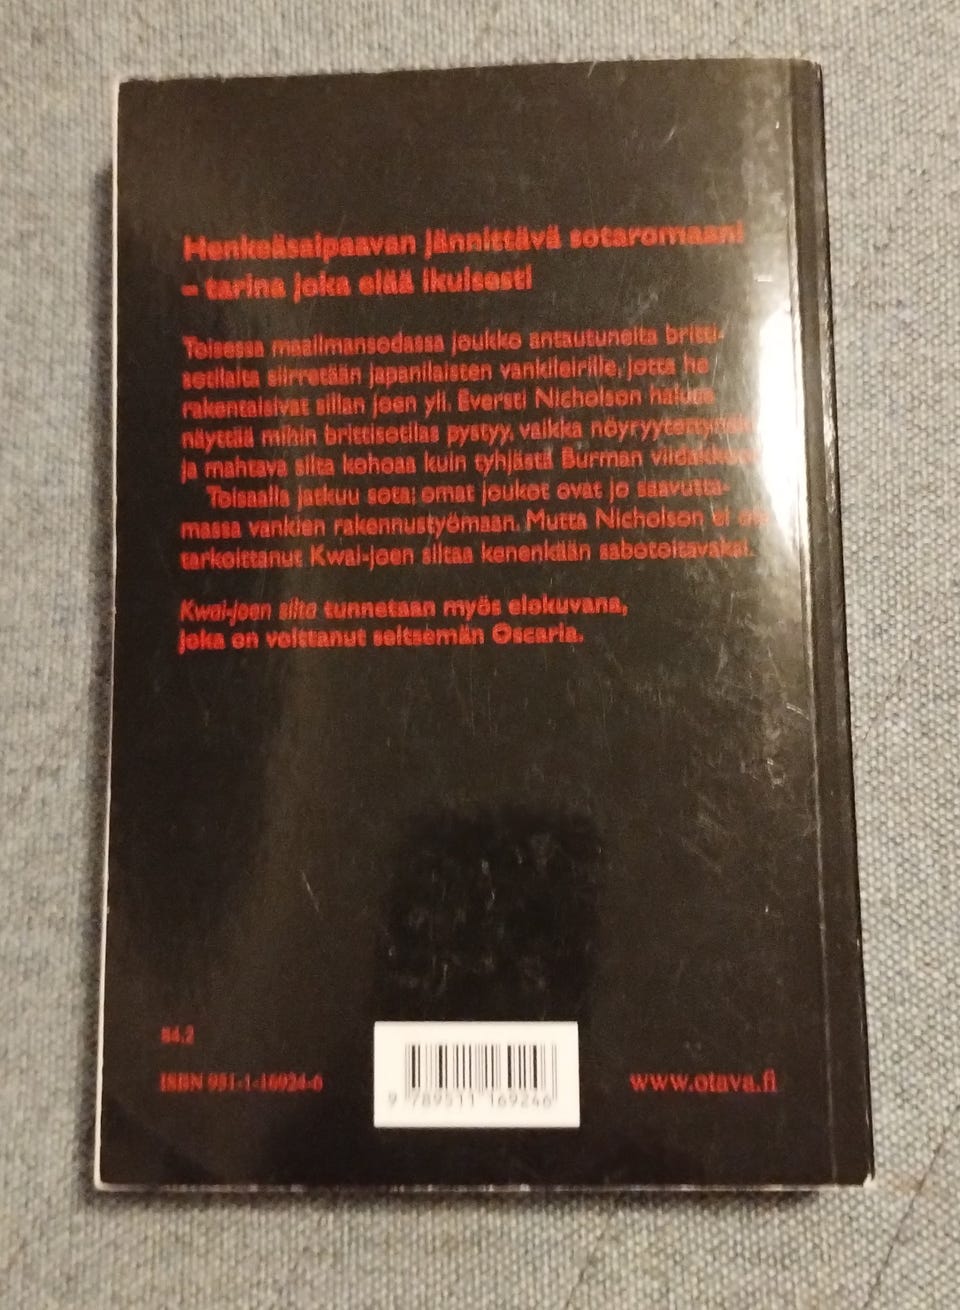 Henkeäsalpaavan jännittävä sotaromaani
– tarina joka elää ikuisesti
Toisessa maailmansodassa joukko antautuneita britti-
sotilaita siirretään japanilaisten vankileirille, jotta he
rakentaisivat sillan joen yli. Eversti Nicholson haluaa
näyttää mihin brittisotilas pystyy, vaikka
ja mahtava silta kohoaa kuin tyhjästä Burman
Toisaalla jatkuu sota; omat joukot ovat jo saavutta-
massa vankien rakennustyömaan. Mutta Nicholson ei
tarkoittanut Kwai-joen siltaa kenenkään sabotoitavaksi.
Kwai-joen silta tunnetaan myös elokuvana,
joka on voittanut seitsemän Oscaria.
84.2
ISBN 951-1-16924-6
9 789511 169246
www.otava.fi